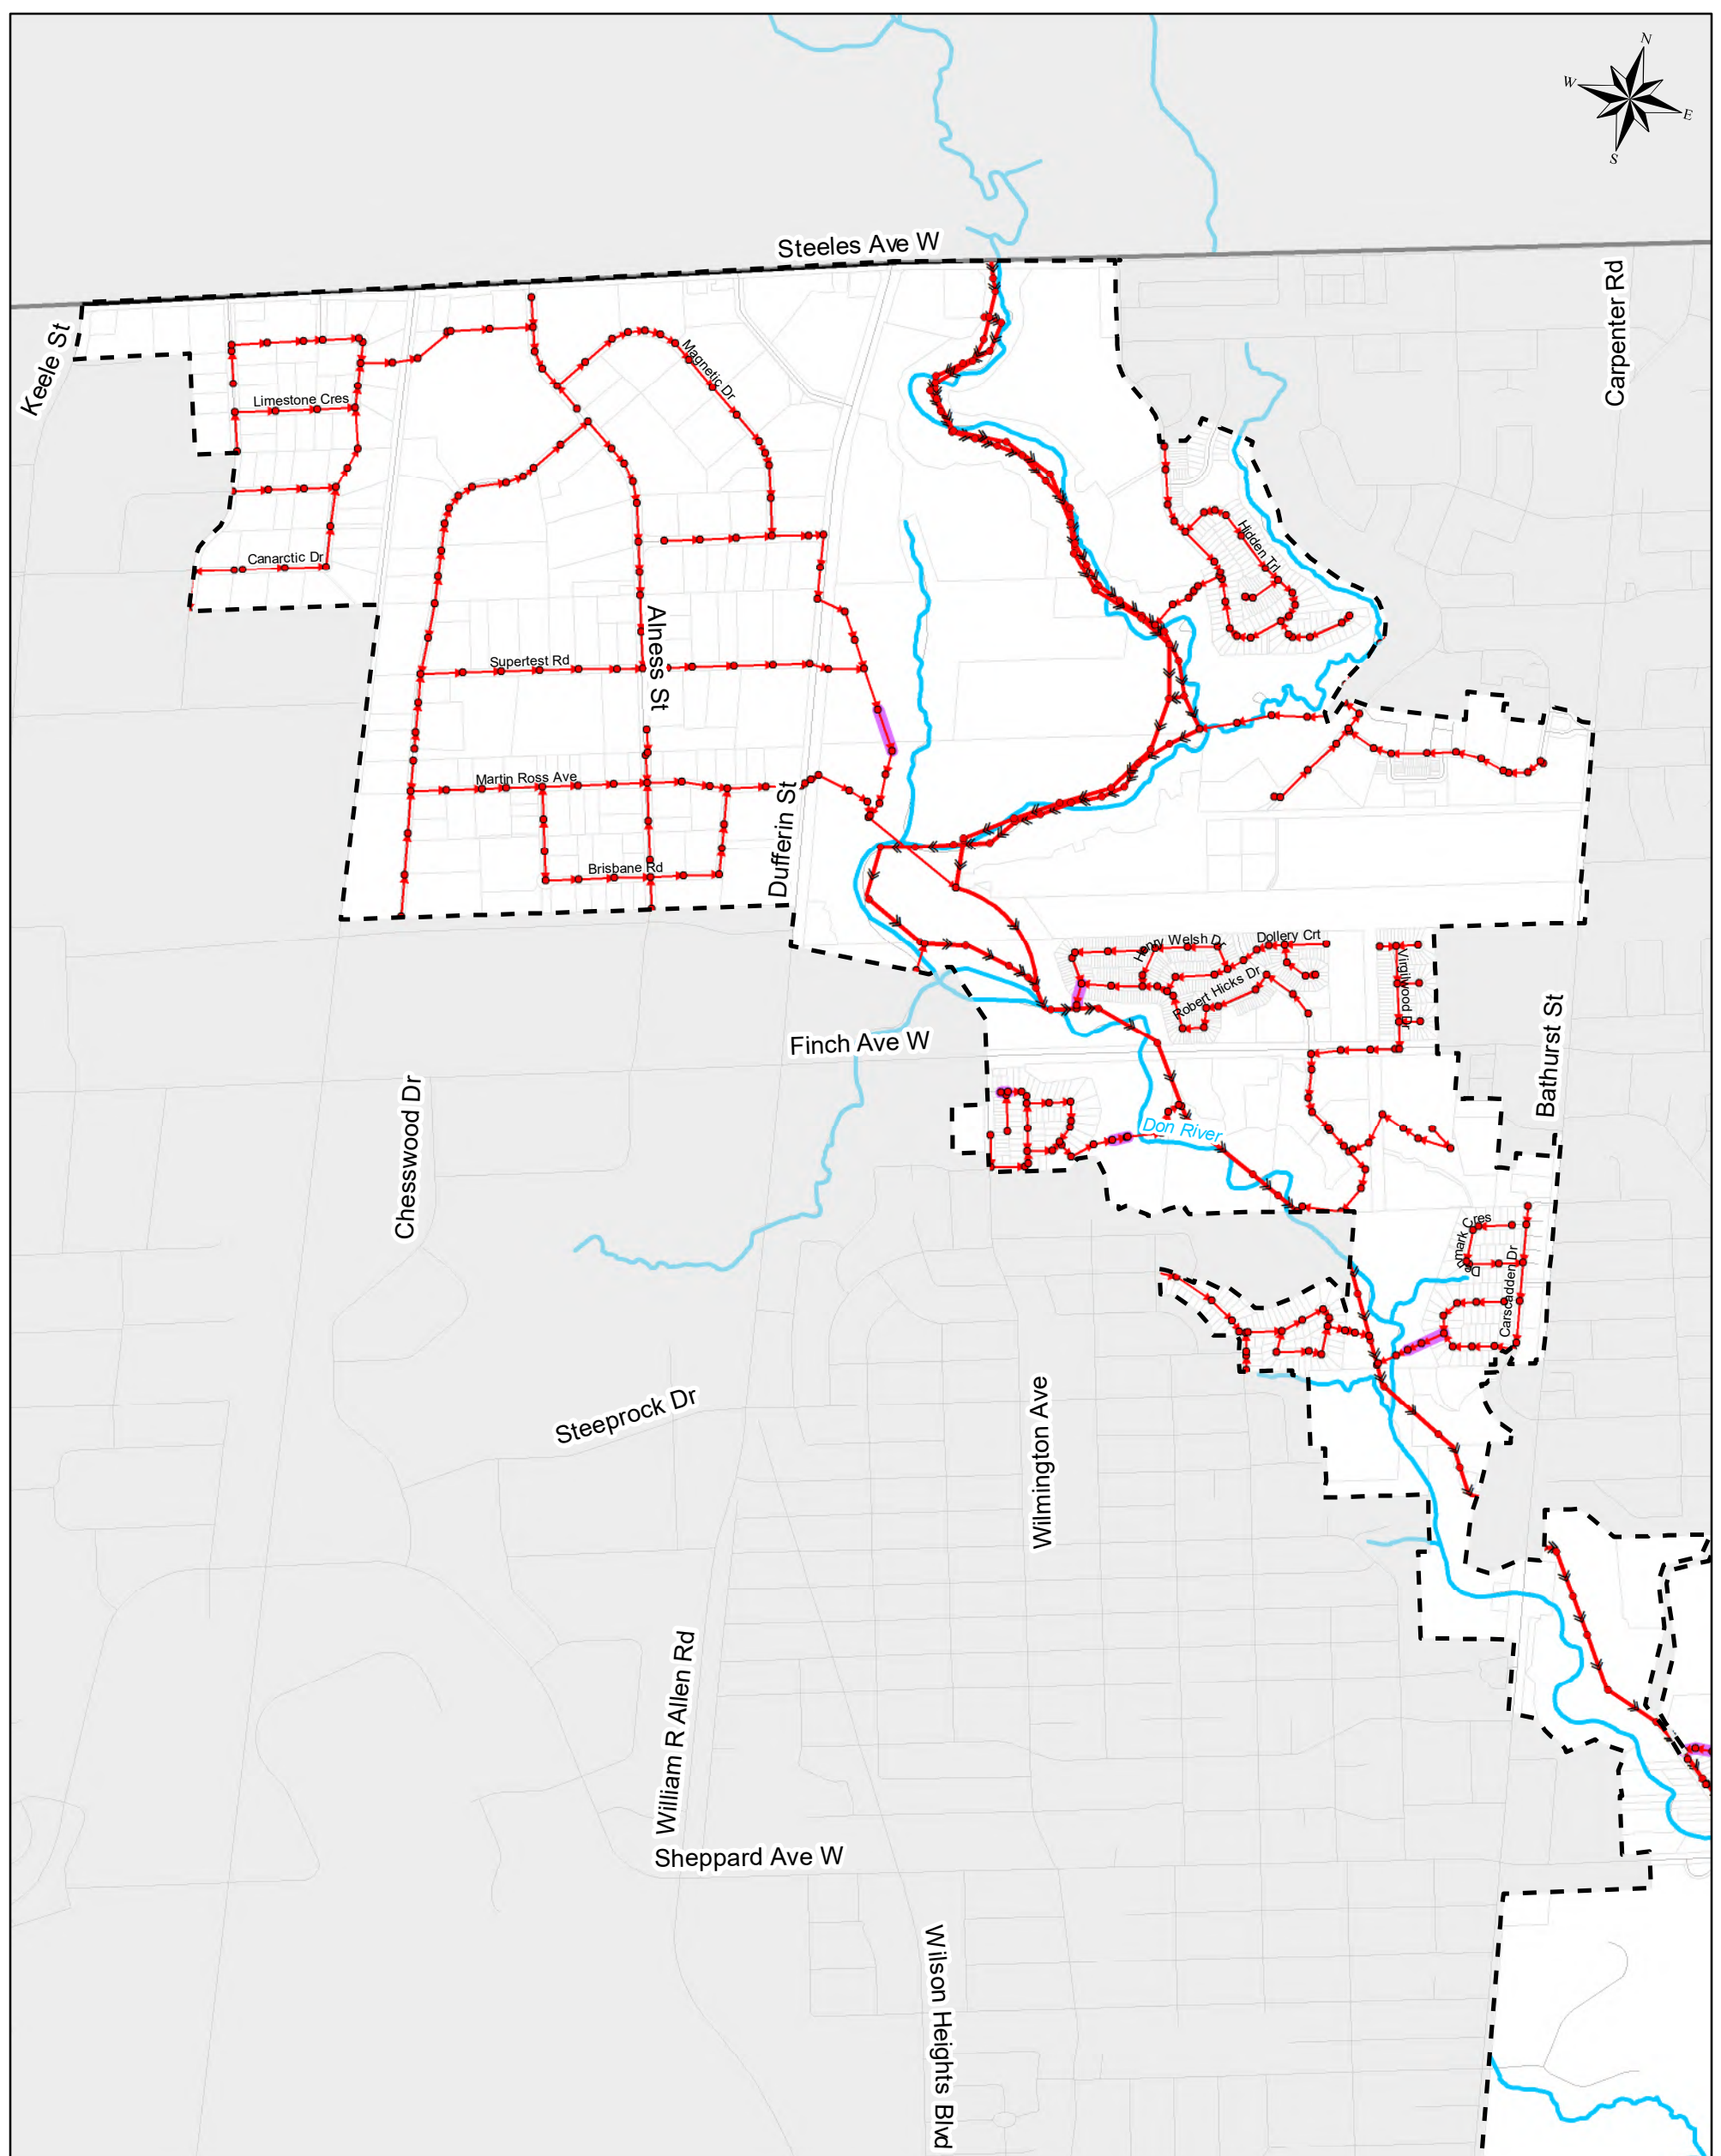 N
W
E
S
Steeles Ave W
Keele St
Carpenter Rd
Magnetic Dr
Limestone Cres
Hidden Trl
Canarctic Dr
Alness St
Supertest Rd
Martin Ross Ave
Dufferin St
Brisbane Rd
Henry Welsh Dr
Dollery Crt
Virgilwood Dr
Robert Hicks Dr
Finch Ave W
Bathurst St
Chesswood Dr
Don River
Demark Cres
Carscadden Dr
Steeprock Dr
Wilmington Ave
William R Allen Rd
Sheppard Ave W
Wilson Heights Blvd